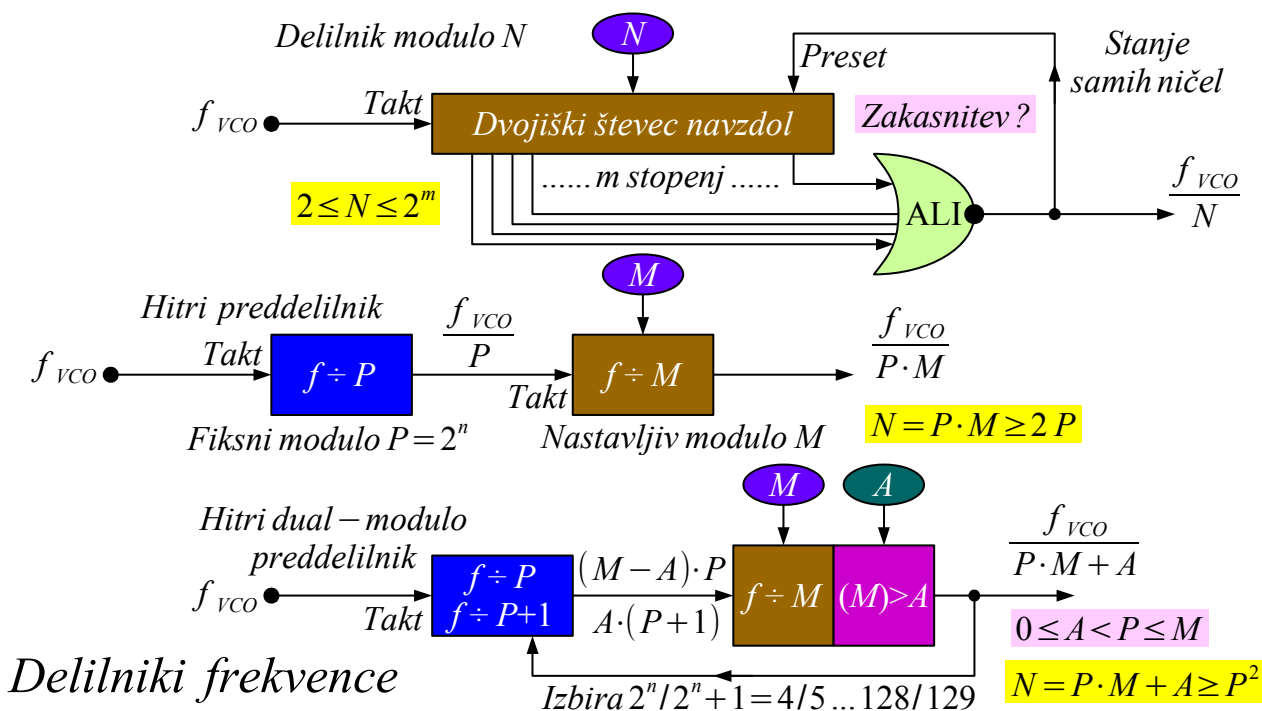 Delilnik modulo N
N
Preset
Stanje
samih ničel
f VCO
Takt
Dvojiški števec navzdol
Zakasnitev ?
...... m stopenj ......
2 ≤ N ≤ 2^m
ALI
f VCO / N
M
Hitri preddelilnik
f VCO
Takt
f ÷ P
f VCO / P
Takt
f ÷ M
f VCO / P·M
Fiksni modulo P = 2^n
Nastavljiv modulo M
N = P·M ≥ 2 P
M
A
Hitri dual – modulo
preddelilnik
f VCO
Takt
f ÷ P
f ÷ P+1
(M − A)·P
A·(P+1)
f ÷ M
(M)>A
f VCO / P·M + A
0 ≤ A < P ≤ M
Delilniki frekvence
Izbira 2^n/2^n+1 = 4/5 ... 128/129
N = P·M + A ≥ P^2